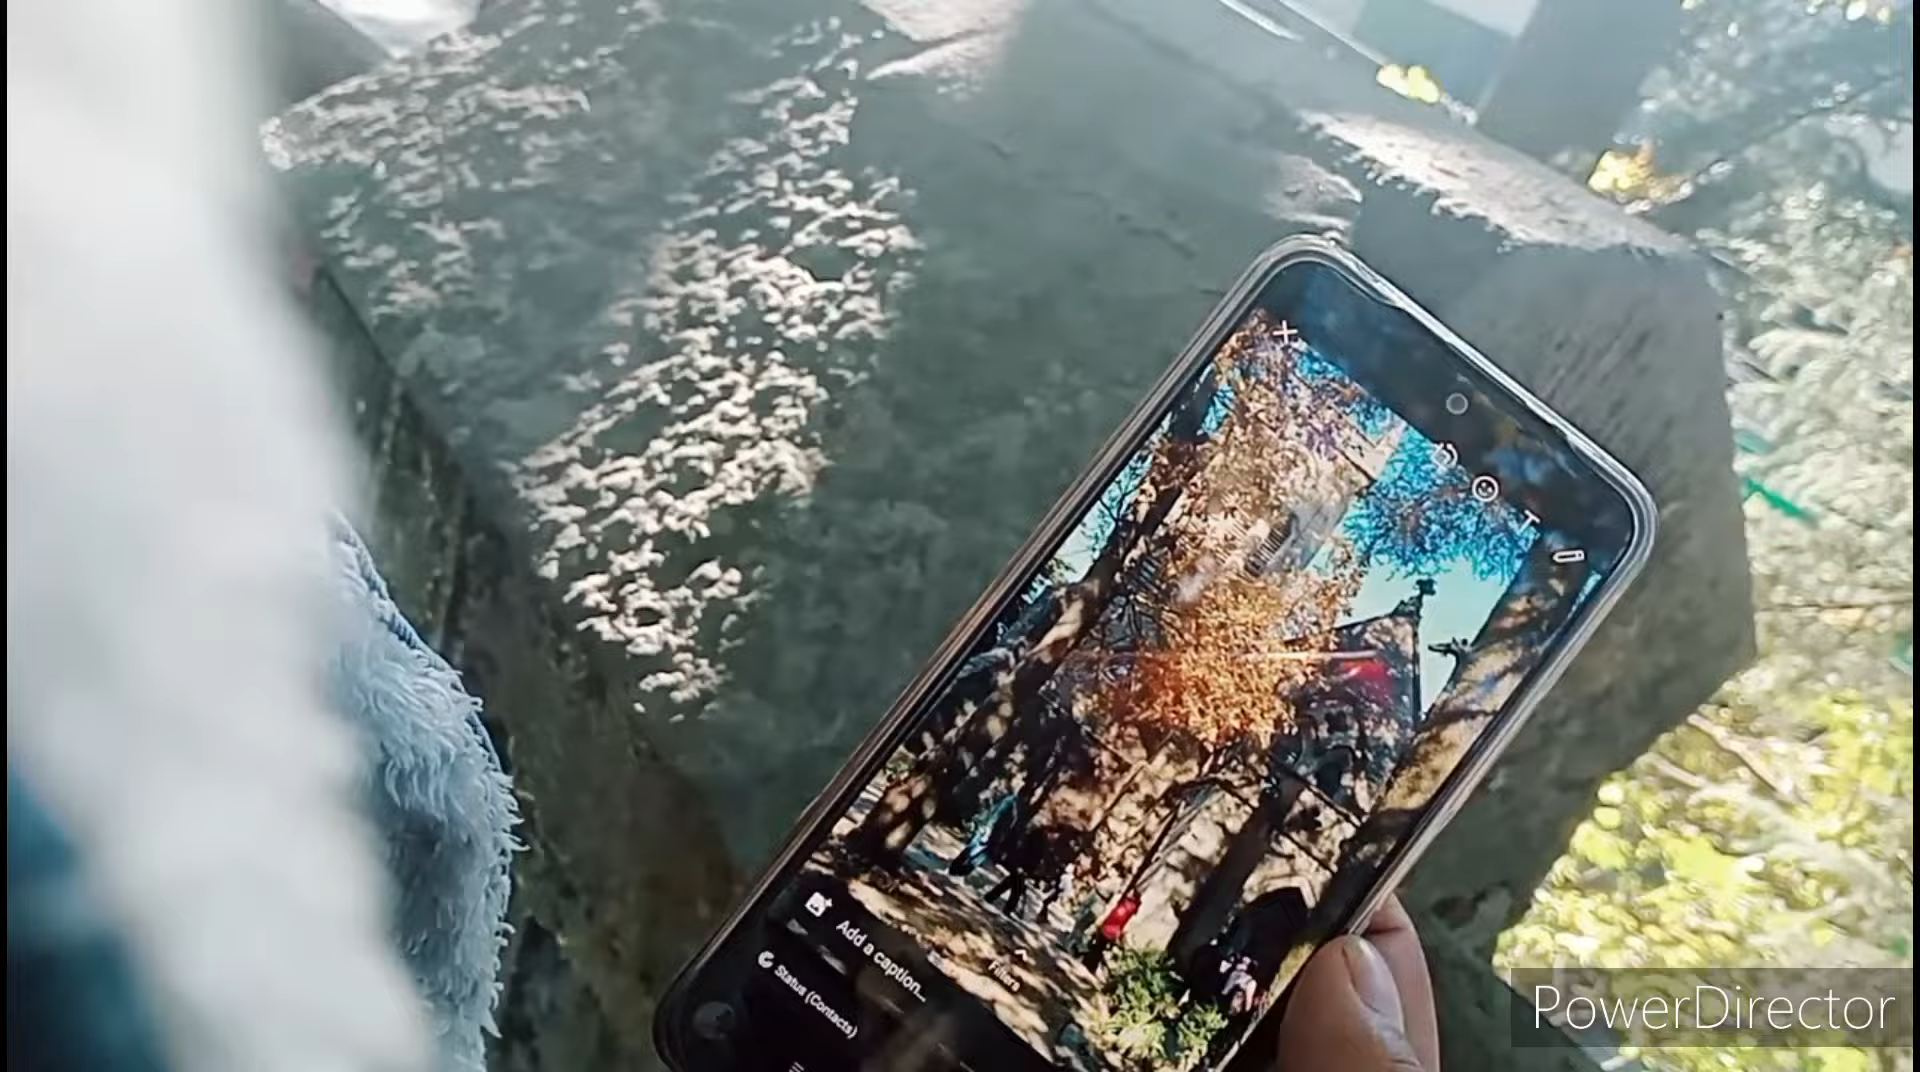 Filters
Add a caption...
Status (Contacts)
PowerDirector